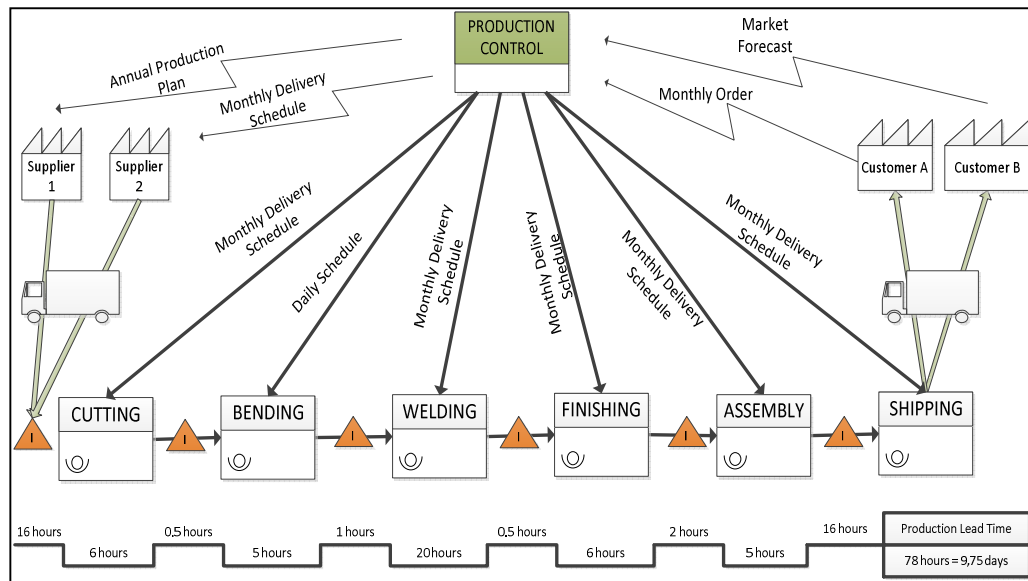 PRODUCTION
CONTROL
Market
Forecast
Annual Production
Plan
Monthly Delivery
Schedule
Monthly Order
Supplier
1
Supplier
2
Customer A
Customer B
Monthly Delivery
Schedule
Daily Schedule
Monthly Delivery
Schedule
Monthly Delivery
Schedule
Monthly Delivery
Schedule
Monthly Delivery
Schedule
I
CUTTING
I
BENDING
I
WELDING
I
FINISHING
I
ASSEMBLY
I
SHIPPING
16 hours
0.5 hours
1 hours
0.5 hours
2 hours
16 hours
Production Lead Time
6 hours
5 hours
20 hours
6 hours
5 hours
78 hours = 9,75 days